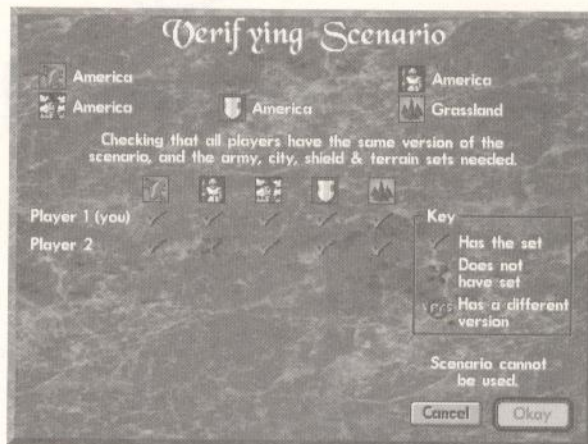 Verifying Scenario
America America
America America Grassland
Checking that all players have the same version of the
scenario, and the army, city, shield & terrain sets needed.
Player 1 (you)
Player 2
Key
Has the set
Does not
have set
Has a different
version
Scenario cannot
be used.
Cancel Okay